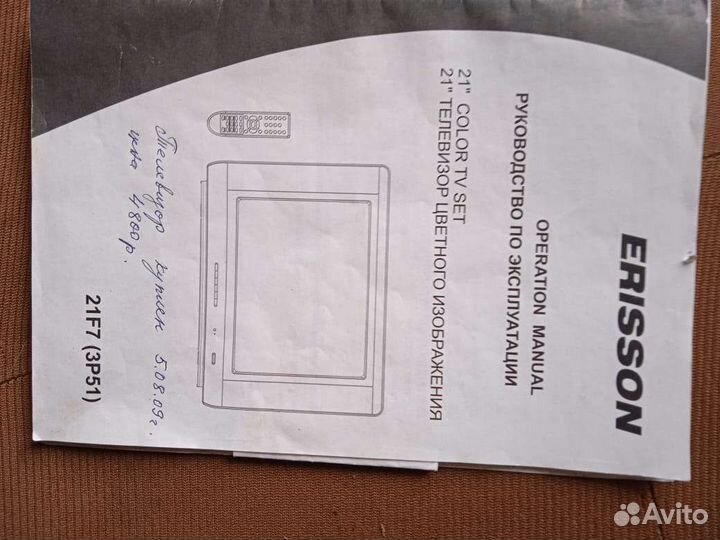 ERISSON
OPERATION MANUAL
РУКОВОДСТВО ПО ЭКСПЛУАТАЦИИ
21" COLOR TV SET
21" ТЕЛЕВИЗОР ЦВЕТНОГО ИЗОБРАЖЕНИЯ
Телевизор куплен 5.08.09г.
цена 4800р.
21F7 (3P51)
Avito